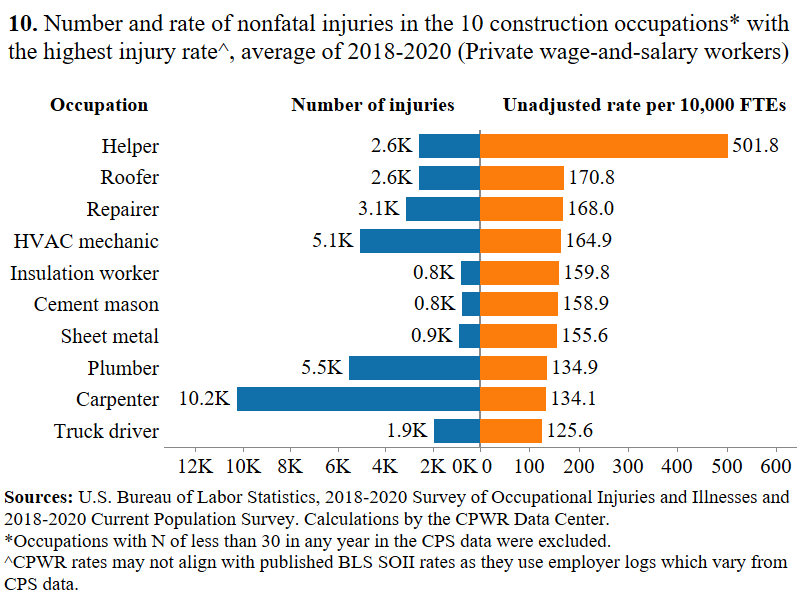 10. Number and rate of nonfatal injuries in the 10 construction occupations* with
the highest injury rate^, average of 2018-2020 (Private wage-and-salary workers)
Occupation Number of injuries Unadjusted rate per 10,000 FTEs
Helper 2.6K 501.8
Roofer 2.6K 170.8
Repairer 3.1K 168.0
HVAC mechanic 5.1K 164.9
Insulation worker 0.8K 159.8
Cement mason 0.8K 158.9
Sheet metal 0.9K 155.6
Plumber 5.5K 134.9
Carpenter 10.2K 134.1
Truck driver 1.9K 125.6
12K 10K 8K 6K 4K 2K 0K 0 100 200 300 400 500 600
Sources: U.S. Bureau of Labor Statistics, 2018-2020 Survey of Occupational Injuries and Illnesses and
2018-2020 Current Population Survey. Calculations by the CPWR Data Center.
*Occupations with N of less than 30 in any year in the CPS data were excluded.
^CPWR rates may not align with published BLS SOII rates as they use employer logs which vary from
CPS data.